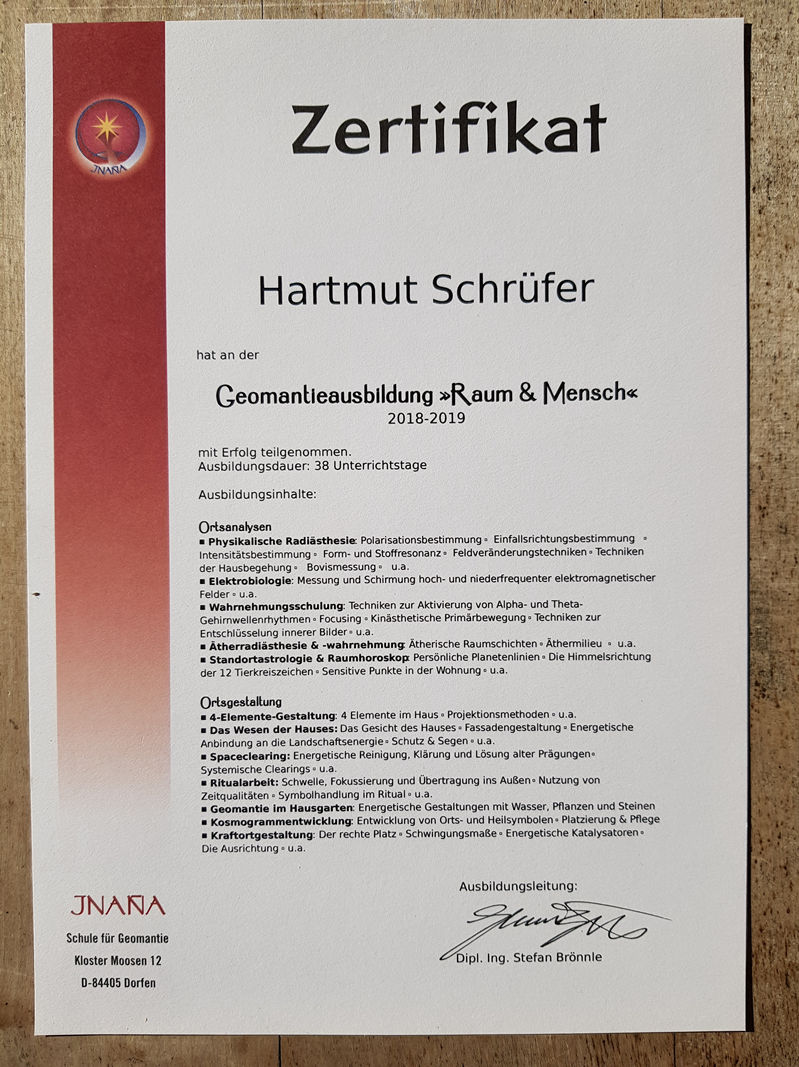 JNAÑA
Zertifikat
Hartmut Schrüfer
hat an der
Geomantieausbildung »Raum & Mensch«
2018-2019
mit Erfolg teilgenommen.
Ausbildungsdauer: 38 Unterrichtstage
Ausbildungsinhalte:
Ortsanalysen
▪ Physikalische Radiästhesie: Polarisationsbestimmung▫ Einfallsrichtungsbestimmung ▫
Intensitätsbestimmung▫ Form- und Stoffresonanz▫ Feldveränderungstechniken▫ Techniken
der Hausbegehung▫ Bovismessung▫ u.a.
▪ Elektrobiologie: Messung und Schirmung hoch- und niederfrequenter elektromagnetischer
Felder▫ u.a.
▪ Wahrnehmungsschulung: Techniken zur Aktivierung von Alpha- und Theta-
Gehirnwellenrhythmen▫ Focusing▫ Kinästhetische Primärbewegung▫ Techniken zur
Entschlüsselung innerer Bilder▫ u.a.
▪ Ätherradiästhesie & -wahrnehmung: Ätherische Raumschichten▫ Äthermilieu ▫ u.a.
▪ Standortastrologie & Raumhoroskop: Persönliche Planetenlinien▫ Die Himmelsrichtung
der 12 Tierkreiszeichen▫ Sensitive Punkte in der Wohnung▫ u.a.
Ortsgestaltung
▪ 4-Elemente-Gestaltung: 4 Elemente im Haus▫ Projektionsmethoden▫ u.a.
▪ Das Wesen der Hauses: Das Gesicht des Hauses▫ Fassadengestaltung▫ Energetische
Anbindung an die Landschaftsenergie▫ Schutz & Segen▫ u.a.
▪ Spaceclearing: Energetische Reinigung, Klärung und Lösung alter Prägungen▫
Systemische Clearings▫ u.a.
▪ Ritualarbeit: Schwelle, Fokussierung und Übertragung ins Außen▫ Nutzung von
Zeitqualitäten▫ Symbolhandlung im Ritual▫ u.a.
▪ Geomantie im Hausgarten: Energetische Gestaltungen mit Wasser, Pflanzen und Steinen
▪ Kosmogrammentwicklung: Entwicklung von Orts- und Heilsymbolen▫ Platzierung & Pflege
▪ Kraftortgestaltung: Der rechte Platz▫ Schwingungsmaße▫ Energetische Katalysatoren▫
Die Ausrichtung▫ u.a.
Ausbildungsleitung:
Dipl. Ing. Stefan Brönnle
JNAÑA
Schule für Geomantie
Kloster Moosen 12
D-84405 Dorfen